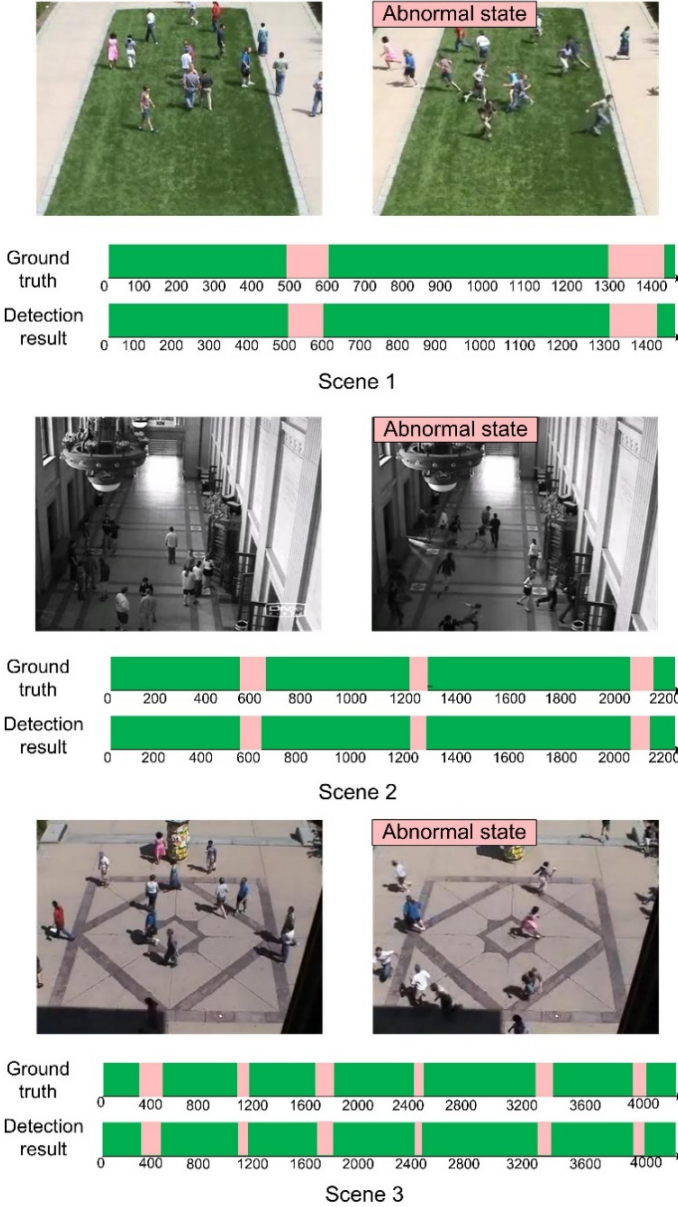 Abnormal state
Ground truth
0 100 200 300 400 500 600 700 800 900 1000 1100 1200 1300 1400
Detection result
0 100 200 300 400 500 600 700 800 900 1000 1100 1200 1300 1400
Scene 1
Abnormal state
Ground truth
0 200 400 600 800 1000 1200 1400 1600 1800 2000 2200
Detection result
0 200 400 600 800 1000 1200 1400 1600 1800 2000 2200
Scene 2
Abnormal state
Ground truth
0 400 800 1200 1600 2000 2400 2800 3200 3600 4000
Detection result
0 400 800 1200 1600 2000 2400 2800 3200 3600 4000
Scene 3